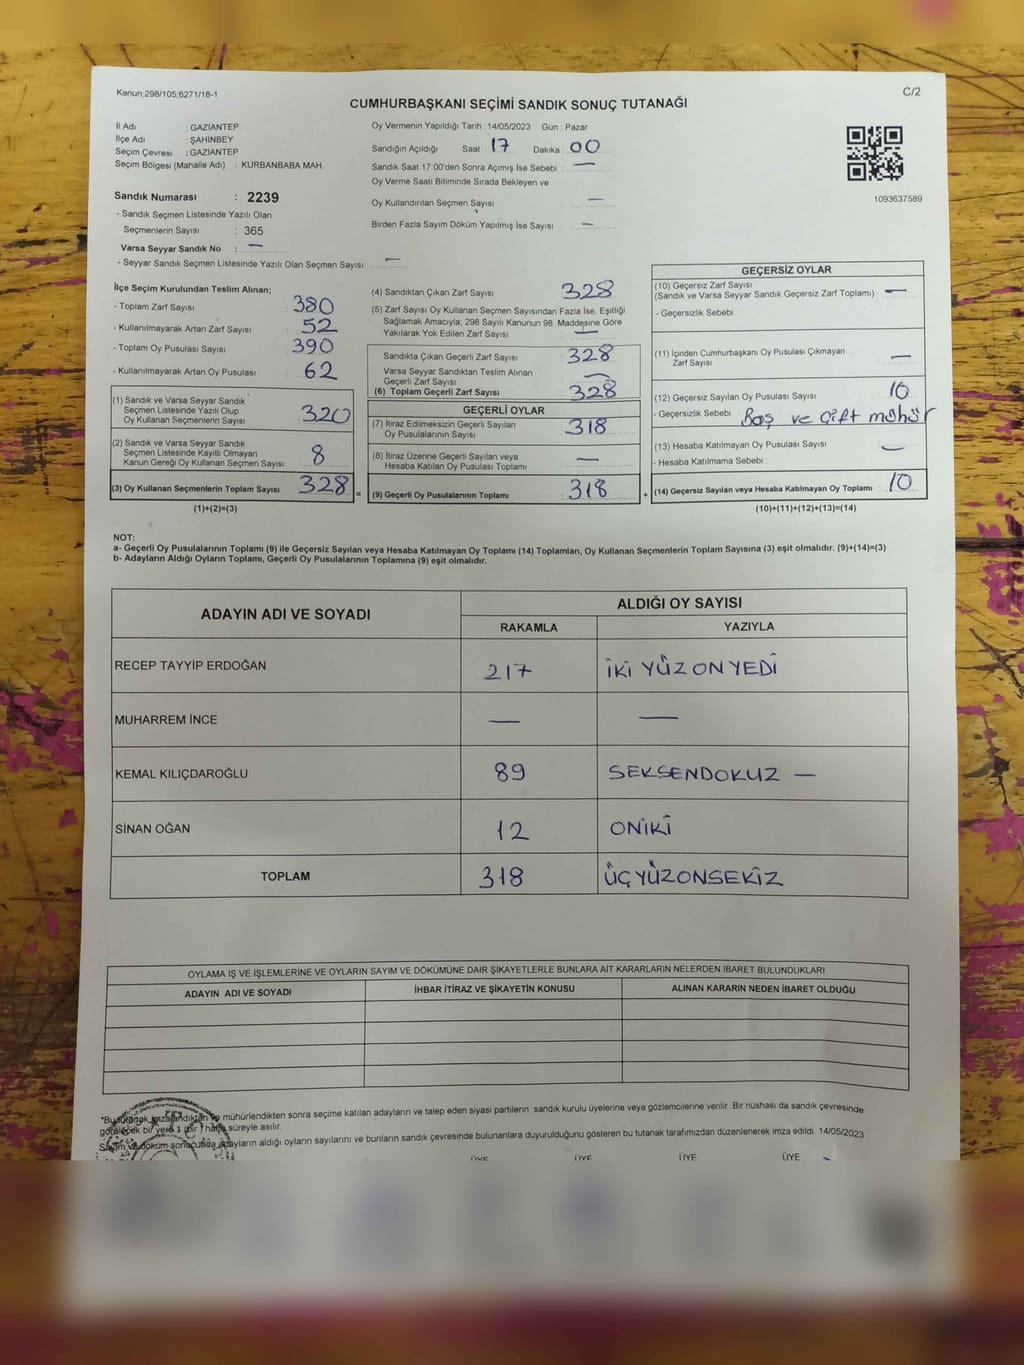 Kanun;298/105,6271/18-1
C/2
CUMHURBAŞKANI SEÇİMİ SANDIK SONUÇ TUTANAĞI
İl Adı : GAZİANTEP
İlçe Adı : ŞAHİNBEY
Seçim Çevresi : GAZİANTEP
Seçim Bölgesi (Mahalle Adı) : KURBANBABA MAH.
Sandık Numarası : 2239
- Sandık Seçmen Listesinde Yazılı Olan
Seçmenlerin Sayısı : 365
Varsa Seyyar Sandık No : —
- Seyyar Sandık Seçmen Listesinde Yazılı Olan Seçmen Sayısı: —
Oy Vermenin Yapıldığı Tarih : 14/05/2023 Gün : Pazar
Sandığın Açıldığı Saat : 17 Dakika : 00
Sandık Saat 17:00'den Sonra Açımış İse Sebebi : —
Oy Verme Saati Bitiminde Sırada Bekleyen ve
Oy Kullandırılan Seçmen Sayısı : —
Birden Fazla Sayım Döküm Yapılmış İse Sayısı : —
1093637589
İlçe Seçim Kurulundan Teslim Alınan;
- Toplam Zarf Sayısı : 380
- Kullanılmayarak Artan Zarf Sayısı : 52
- Toplam Oy Pusulası Sayısı : 390
- Kullanılmayarak Artan Oy Pusulası : 62
(1) Sandık ve Varsa Seyyar Sandık
Seçmen Listesinde Yazılı Olup
Oy Kullanan Seçmenlerin Sayısı : 320
(2) Sandık ve Varsa Seyyar Sandık
Seçmen Listesinde Kayıtlı Olmayan
Kanun Gereği Oy Kullanan Seçmen Sayısı : 8
(3) Oy Kullanan Seçmenlerin Toplam Sayısı : 328
(1)+(2)=(3)
=
(4) Sandıktan Çıkan Zarf Sayısı : 328
(5) Zarf Sayısı Oy Kullanan Seçmen Sayısından Fazla İse, Eşitliği
Sağlamak Amacıyla; 298 Sayılı Kanunun 98. Maddesine Göre
Yakılarak Yok Edilen Zarf Sayısı : —
Sandıkta Çıkan Geçerli Zarf Sayısı : 328
Varsa Seyyar Sandıktan Teslim Alınan
Geçerli Zarf Sayısı : —
(6) Toplam Geçerli Zarf Sayısı : 328
GEÇERLİ OYLAR
(7) İtiraz Edilmeksizin Geçerli Sayılan
Oy Pusulalarının Sayısı : 318
(8) İtiraz Üzerine Geçerli Sayılan veya
Hesaba Katılan Oy Pusulası Toplamı : —
(9) Geçerli Oy Pusulalarının Toplamı : 318
+
GEÇERSİZ OYLAR
(10) Geçersiz Zarf Sayısı
(Sandık ve Varsa Seyyar Sandık Geçersiz Zarf Toplamı) : —
- Geçersizlik Sebebi :
(11) İçinden Cumhurbaşkanı Oy Pusulası Çıkmayan
Zarf Sayısı : —
(12) Geçersiz Sayılan Oy Pusulası Sayısı : 10
- Geçersizlik Sebebi : Boş ve Çift mühür
(13) Hesaba Katılmayan Oy Pusulası Sayısı : —
- Hesaba Katılmama Sebebi :
(14) Geçersiz Sayılan veya Hesaba Katılmayan Oy Toplamı : 10
(10)+(11)+(12)+(13)=(14)
NOT:
a- Geçerli Oy Pusulalarının Toplamı (9) ile Geçersiz Sayılan veya Hesaba Katılmayan Oy Toplamı (14) Toplamları, Oy Kullanan Seçmenlerin Toplam Sayısına (3) eşit olmalıdır. (9)+(14)=(3)
b- Adayların Aldığı Oyların Toplamı, Geçerli Oy Pusulalarının Toplamına (9) eşit olmalıdır.
ADAYIN ADI VE SOYADI
ALDIĞI OY SAYISI
RAKAMLA YAZIYLA
RECEP TAYYİP ERDOĞAN 217 İKİ YÜZ ONYEDİ
MUHARREM İNCE — —
KEMAL KILIÇDAROĞLU 89 SEKSENDOKUZ —
SİNAN OĞAN 12 ONİKİ
TOPLAM 318 ÜÇYÜZONSEKİZ
OYLAMA İŞ VE İŞLEMLERİNE VE OYLARIN SAYIM VE DÖKÜMÜNE DAİR ŞİKAYETLERLE BUNLARA AİT KARARLARIN NELERDEN İBARET BULUNDUKLARI
ADAYIN ADI VE SOYADI İHBAR İTİRAZ VE ŞİKAYETİN KONUSU ALINAN KARARIN NEDEN İBARET OLDUĞU
*Bu tutanak imzalandıktan ve mühürlendikten sonra seçime katılan adayların ve talep eden siyasi partilerin sandık kurulu üyelerine veya gözlemcilerine verilir. Bir nüshası da sandık çevresinde
görülecek bir yere 1 (bir) hafta süreyle asılır.
Seçim ve döküm sonucunda adayların aldığı oyların sayılarını ve bunların sandık çevresinde bulunanlara duyurulduğunu gösteren bu tutanak tarafımızdan düzenlenerek imza edildi. 14/05/2023
ÜYE ÜYE ÜYE ÜYE